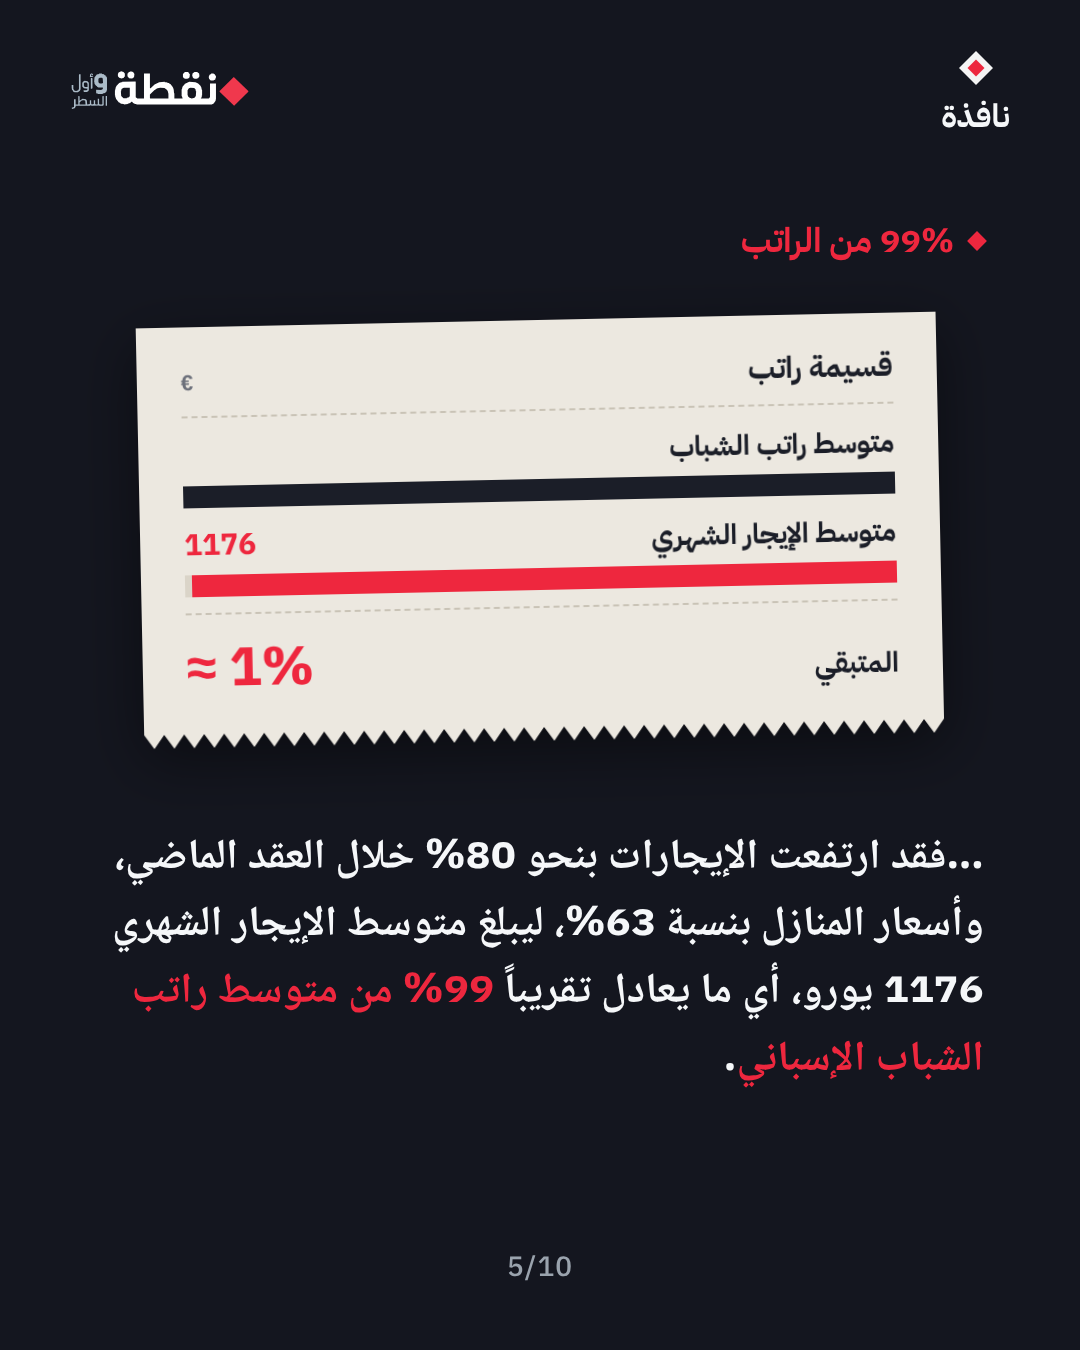 نافذة
نقطة
وأول
السطر
99% من الراتب
قسيمة راتب
€
متوسط راتب الشباب
متوسط الإيجار الشهري
1176
المتبقي
≈ 1%
...فقد ارتفعت الإيجارات بنحو 80% خلال العقد الماضي،
وأسعار المنازل بنسبة 63%، ليبلغ متوسط الإيجار الشهري
1176 يورو، أي ما يعادل تقريباً 99% من متوسط راتب
الشباب الإسباني.
5/10